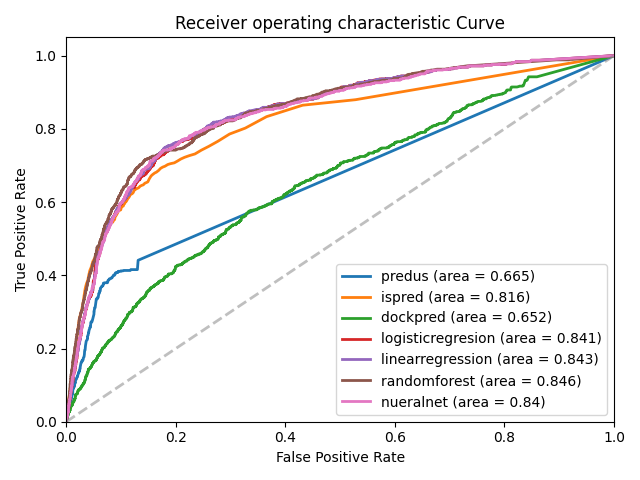 Receiver operating characteristic Curve
True Positive Rate
1.0
0.8
0.6
0.4
0.2
0.0
predus (area = 0.665)
ispred (area = 0.816)
dockpred (area = 0.652)
logisticregresion (area = 0.841)
linearregression (area = 0.843)
randomforest (area = 0.846)
nueralnet (area = 0.84)
0.0 0.2 0.4 0.6 0.8 1.0
False Positive Rate